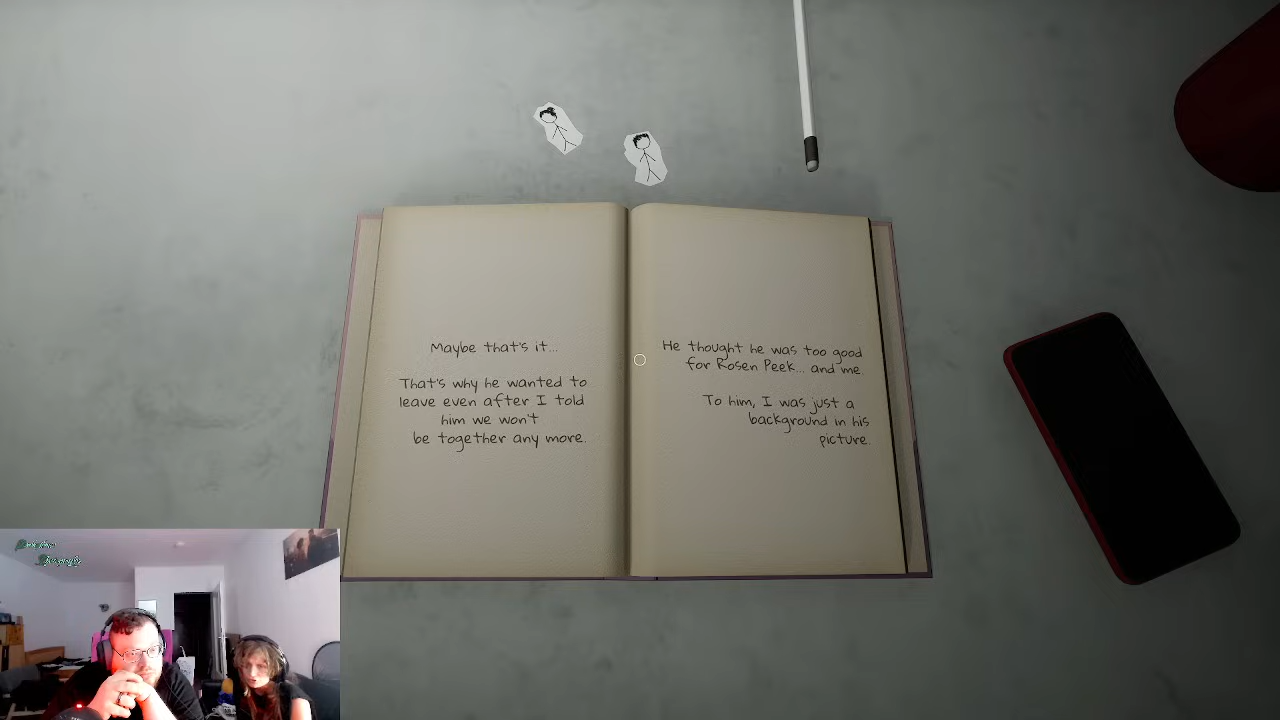 Maybe that's it...
That's why he wanted to
leave even after I told
him we won't
be together any more.
He thought he was too good
for Rosen Peek... and me.
To him, I was just a
background in his
picture.